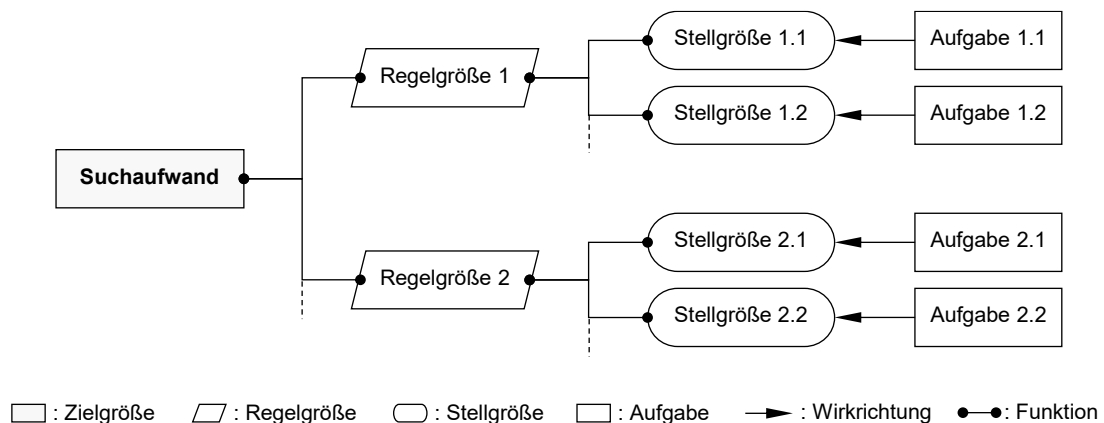 Stellgröße 1.1 Aufgabe 1.1
Regelgröße 1
Stellgröße 1.2 Aufgabe 1.2
Suchaufwand
Stellgröße 2.1 Aufgabe 2.1
Regelgröße 2
Stellgröße 2.2 Aufgabe 2.2
: Zielgröße : Regelgröße : Stellgröße : Aufgabe : Wirkrichtung : Funktion